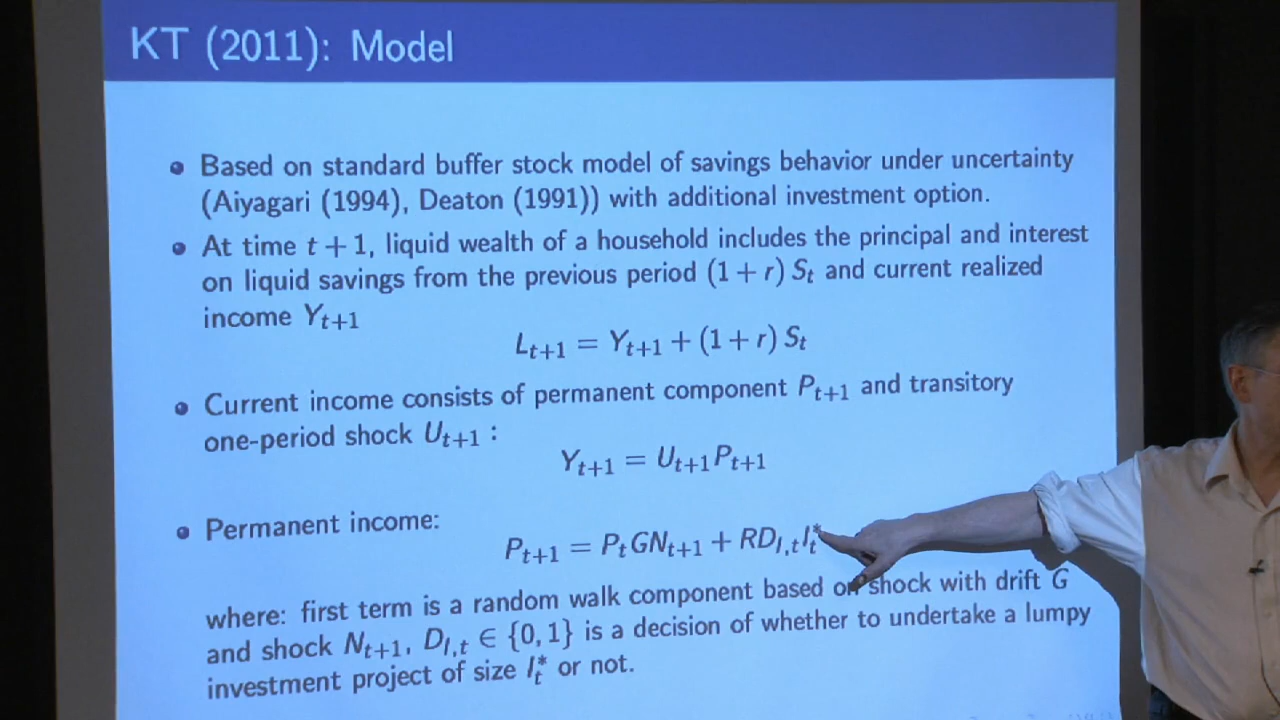 KT (2011): Model
Based on standard buffer stock model of savings behavior under uncertainty
(Aiyagari (1994), Deaton (1991)) with additional investment option.
At time t + 1, liquid wealth of a household includes the principal and interest
on liquid savings from the previous period (1 + r) S_t and current realized
income Y_{t+1}
L_{t+1} = Y_{t+1} + (1 + r) S_t
Current income consists of permanent component P_{t+1} and transitory
one-period shock U_{t+1} :
Y_{t+1} = U_{t+1}P_{t+1}
Permanent income:
P_{t+1} = P_tGN_{t+1} + RD_{I,t}I_t^*
where: first term is a random walk component based on shock with drift G
and shock N_{t+1}, D_{I,t} ∈ {0, 1} is a decision of whether to undertake a lumpy
investment project of size I_t^* or not.